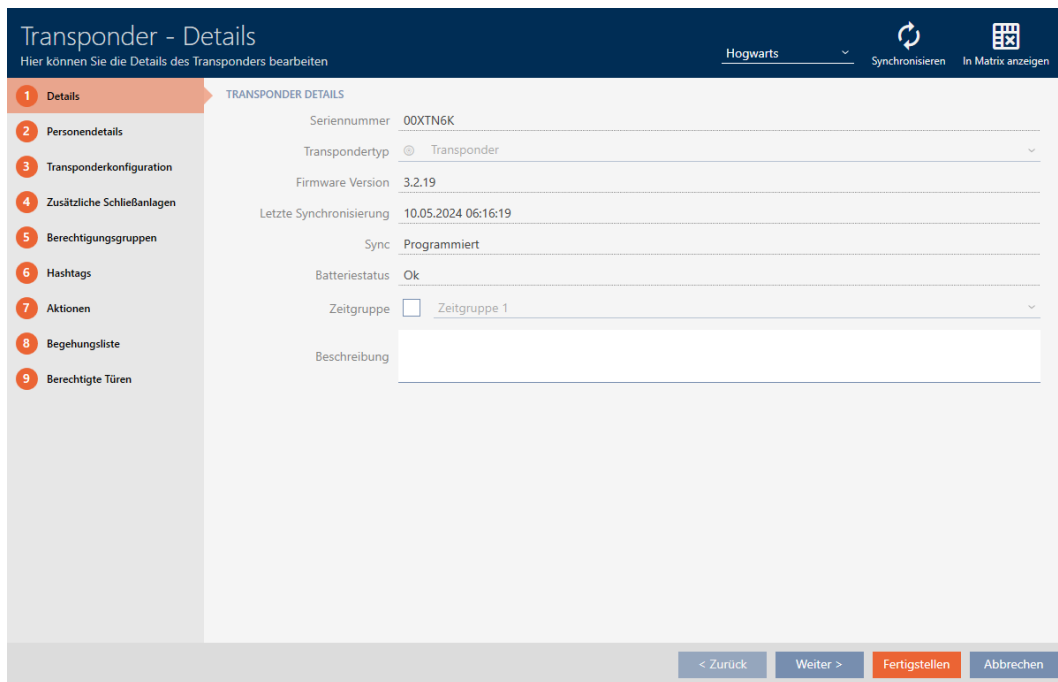 Transponder - Details
Hier können Sie die Details des Transponders bearbeiten
Hogwarts
Synchronisieren
In Matrix anzeigen
1 Details
2 Personendetails
3 Transponderkonfiguration
4 Zusätzliche Schließanlagen
5 Berechtigungsgruppen
6 Hashtags
7 Aktionen
8 Begehungsliste
9 Berechtigte Türen
TRANSPONDER DETAILS
Seriennummer 00XTN6K
Transpondertyp Transponder
Firmware Version 3.2.19
Letzte Synchronisierung 10.05.2024 06:16:19
Sync Programmiert
Batteriestatus Ok
Zeitgruppe Zeitgruppe 1
Beschreibung
< Zurück
Weiter >
Fertigstellen
Abbrechen